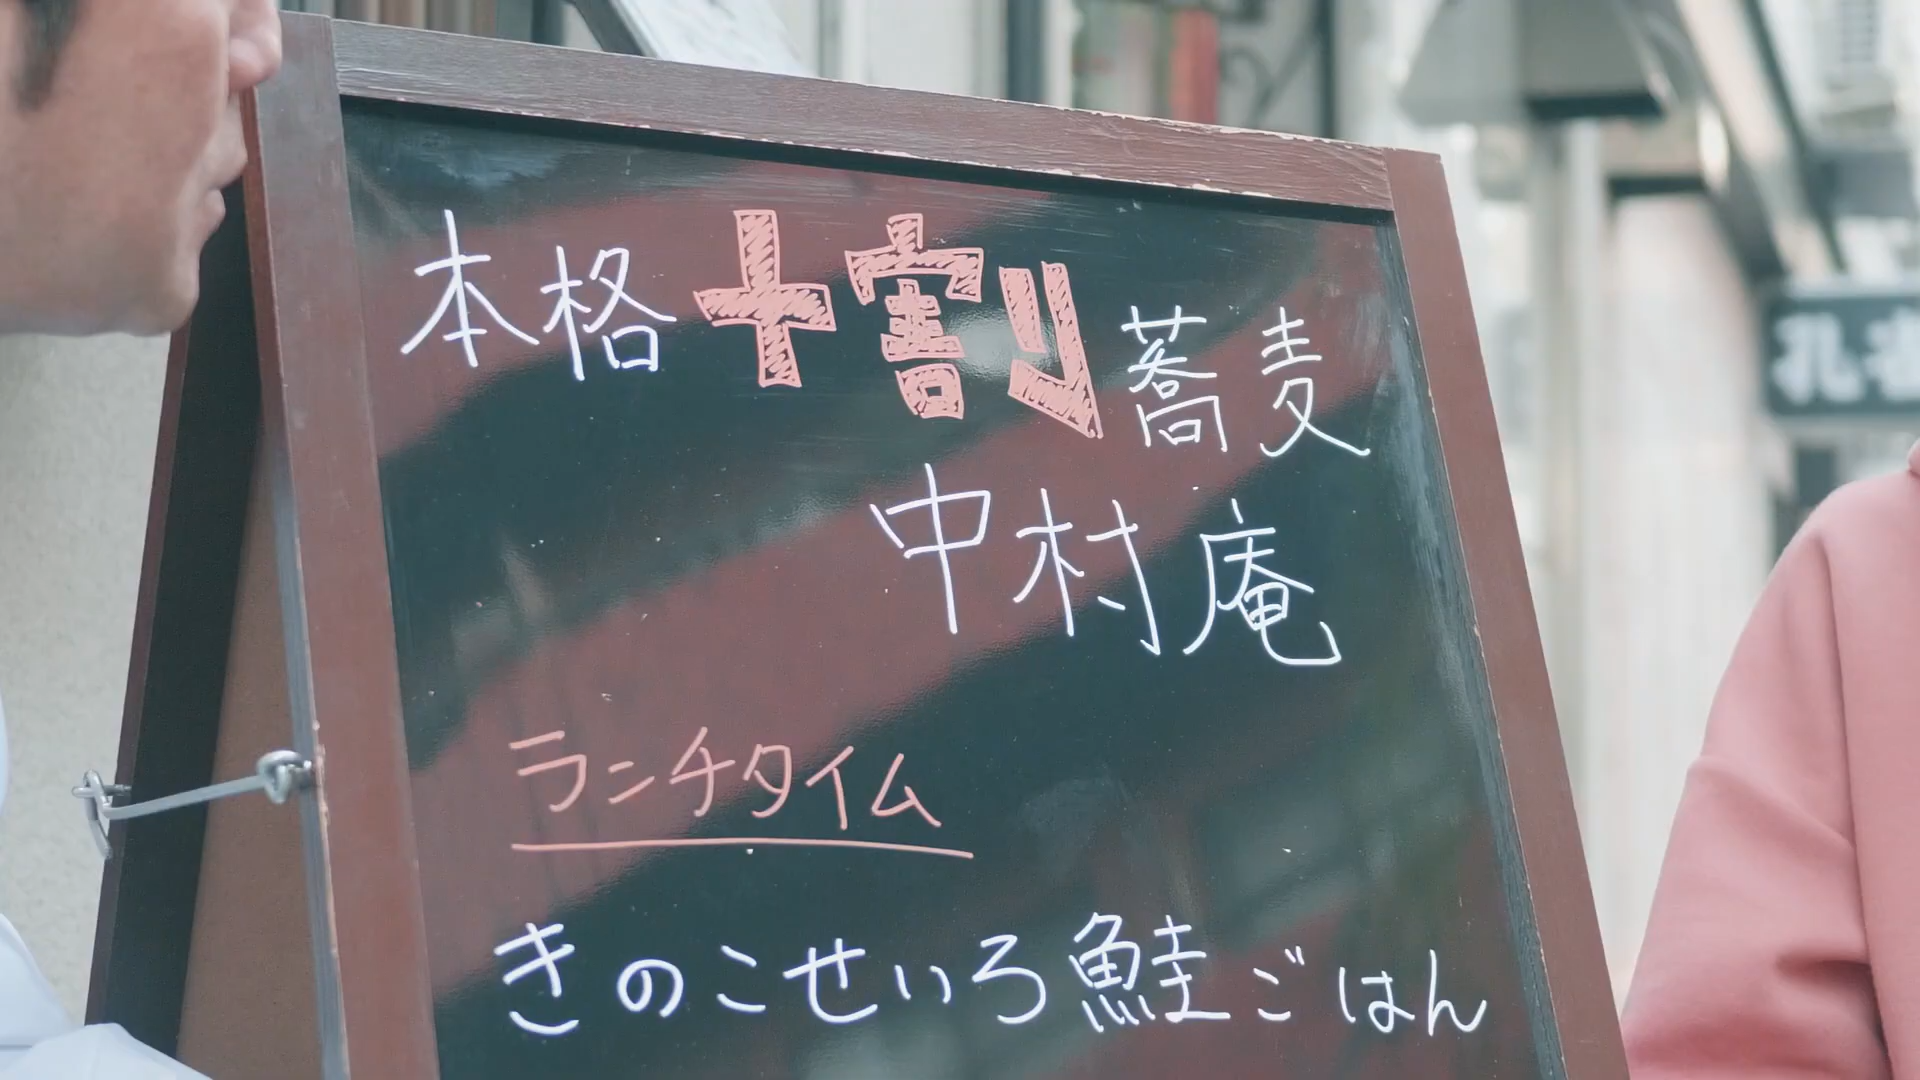 本格十割蕎麦
中村庵
ランチタイム
きのこせいろ鮭ごはん